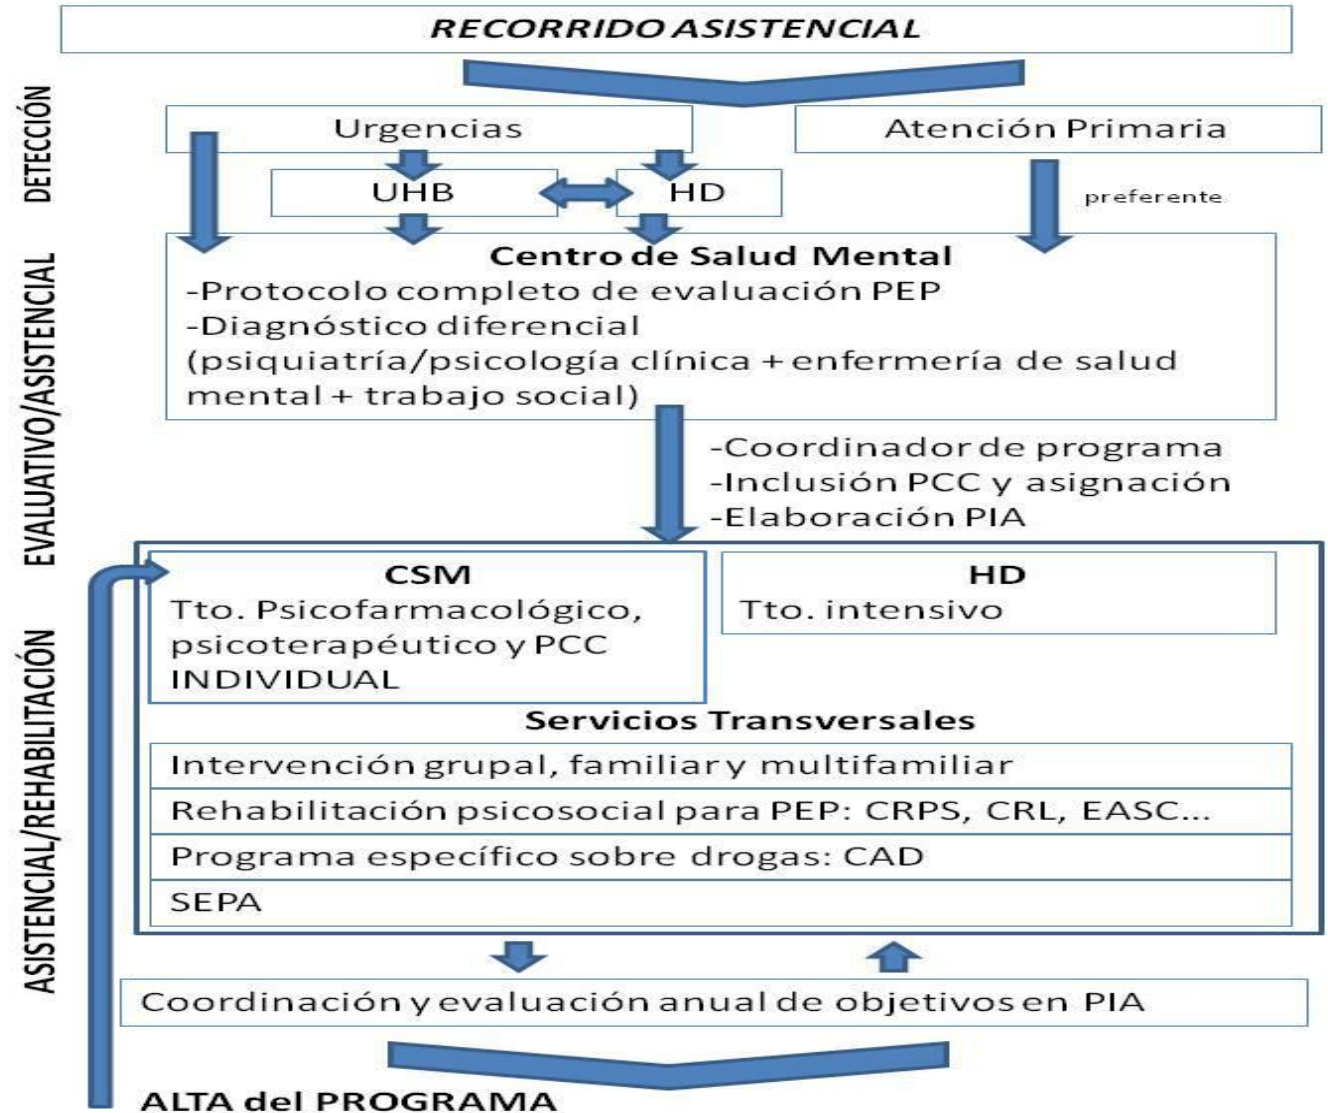 RECORRIDO ASISTENCIAL
DETECCIÓN
Urgencias
Atención Primaria
UHB
HD
preferente
EVALUATIVO/ASISTENCIAL
Centro de Salud Mental
-Protocolo completo de evaluación PEP
-Diagnóstico diferencial
(psiquiatría/psicología clínica + enfermería de salud
mental + trabajo social)
-Coordinador de programa
-Inclusión PCC y asignación
-Elaboración PIA
ASISTENCIAL/REHABILITACIÓN
CSM
Tto. Psicofarmacológico,
psicoterapéutico y PCC
INDIVIDUAL
HD
Tto. intensivo
Servicios Transversales
Intervención grupal, familiar y multifamiliar
Rehabilitación psicosocial para PEP: CRPS, CRL, EASC...
Programa específico sobre drogas: CAD
SEPA
Coordinación y evaluación anual de objetivos en PIA
ALTA del PROGRAMA